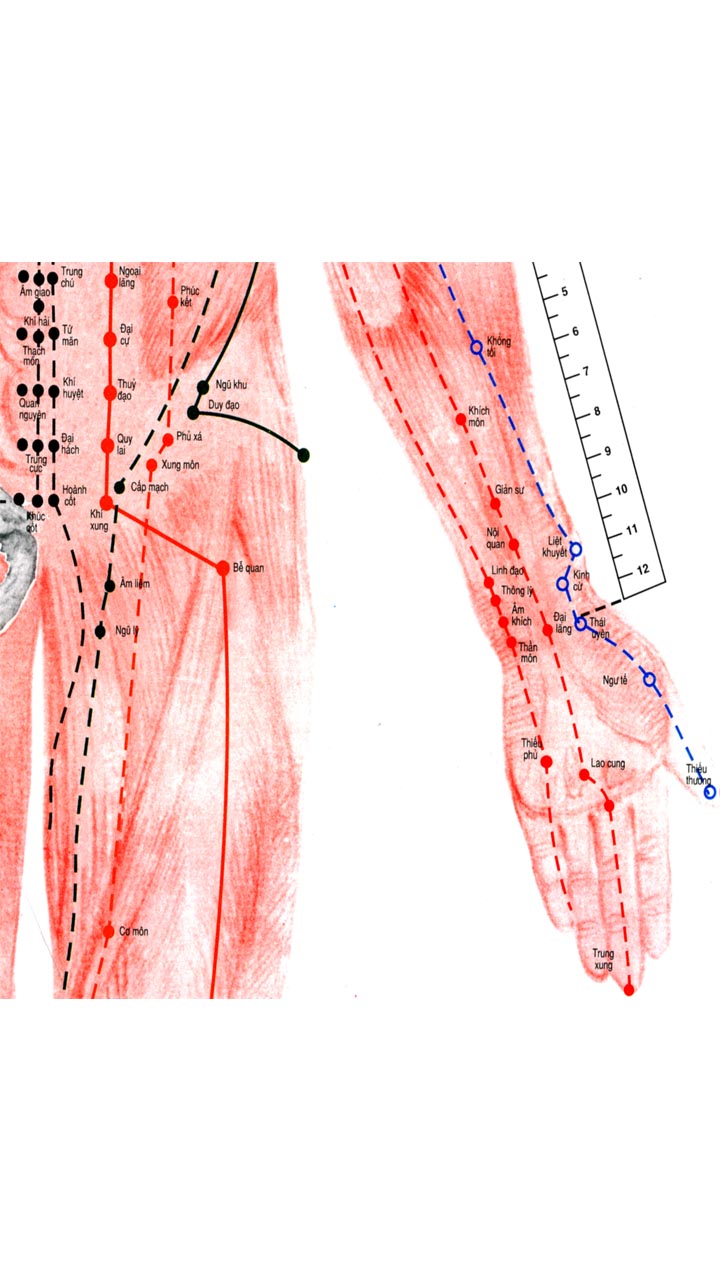 Trung
chú
Âm giao
Khí hải
Tứ
mãn
Thạch
môn
Khí
huyệt
Quan
nguyên
Đại
hách
Trung
cực
Hoành
cốt
Khúc
cốt
Ngoại
lăng
Đại
cự
Thuỷ
đạo
Quy
lai
Khí
xung
Phúc
kết
Ngũ khu
Duy đạo
Phủ xá
Xung môn
Cấp mạch
Bễ quan
Âm liêm
Ngũ lý
Cơ môn
5
6
7
8
9
10
11
12
Khổng
tối
Khích
môn
Gián sư
Nội
quan
Liệt
khuyết
Linh đạo
Kinh
cừ
Thông lý
Âm
khích
Đại
lăng
Thái
uyên
Thần
môn
Ngư tế
Thiếu
phủ
Lao cung
Thiếu
thương
Trung
xung